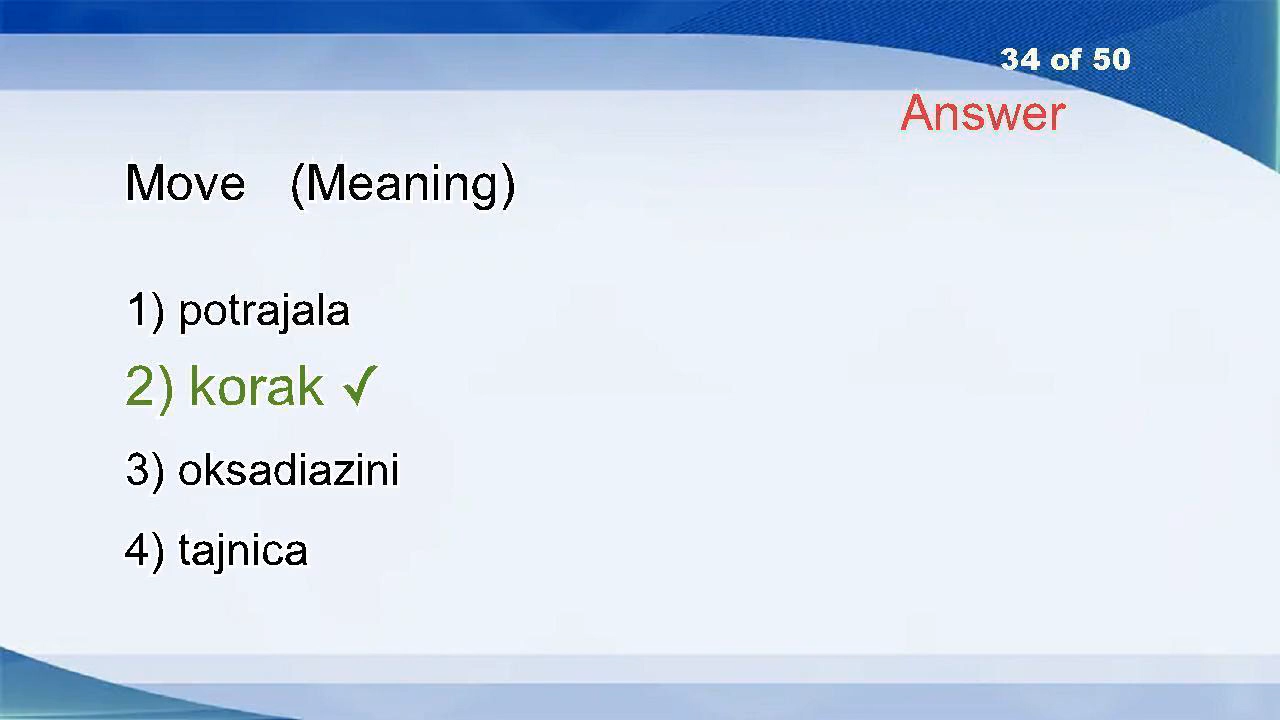 34 of 50
Answer
Move (Meaning)
1) potrajala
2) korak ✓
3) oksadiazini
4) tajnica